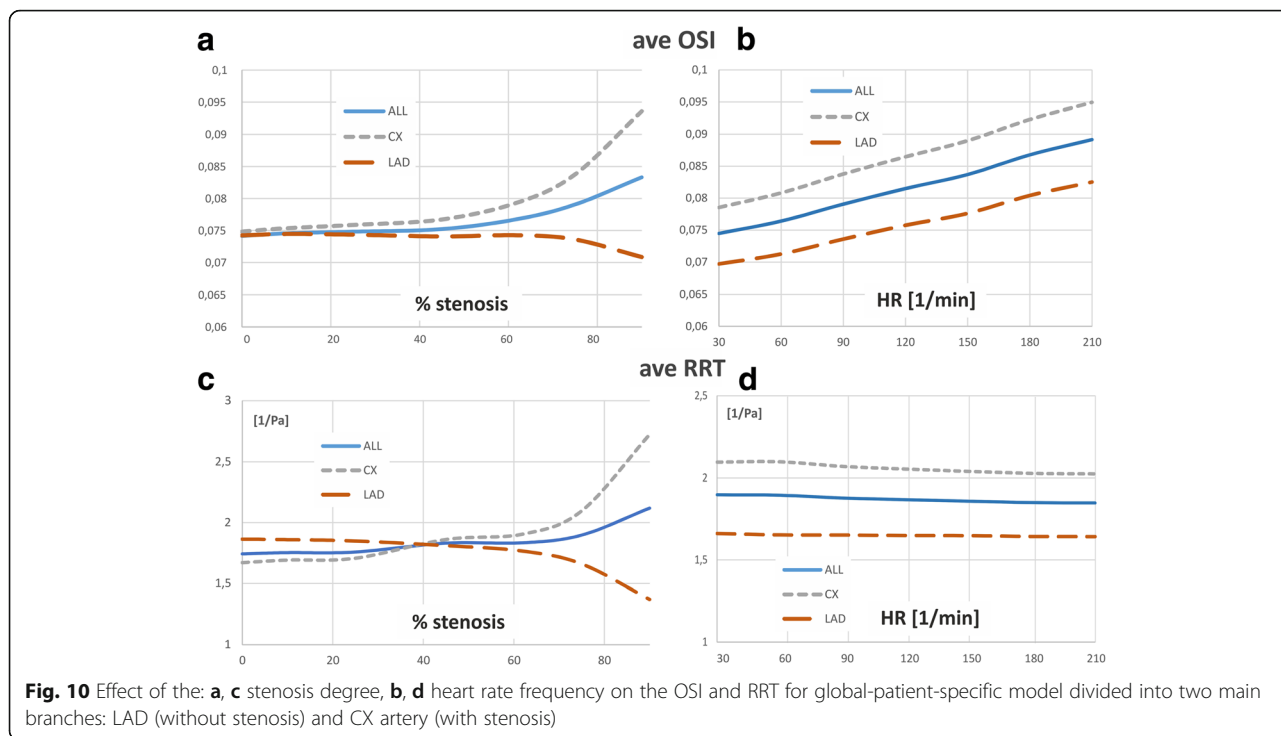 a
ave OSI
b
0,1
0,095
0,09
0,085
0,08
0,075
0,07
0,065
0,06
ALL
CX
LAD
% stenosis
0 20 40 60 80
0,1
0,095
0,09
0,085
0,08
0,075
0,07
0,065
0,06
ALL
CX
LAD
HR [1/min]
30 60 90 120 150 180 210
ave RRT
c
d
3
2,5
2
1,5
1
[1/Pa]
ALL
CX
LAD
% stenosis
0 20 40 60 80
2,5
2
1,5
1
[1/Pa]
ALL
CX
LAD
HR [1/min]
30 60 90 120 150 180 210
Fig. 10 Effect of the: a, c stenosis degree, b, d heart rate frequency on the OSI and RRT for global-patient-specific model divided into two main
branches: LAD (without stenosis) and CX artery (with stenosis)